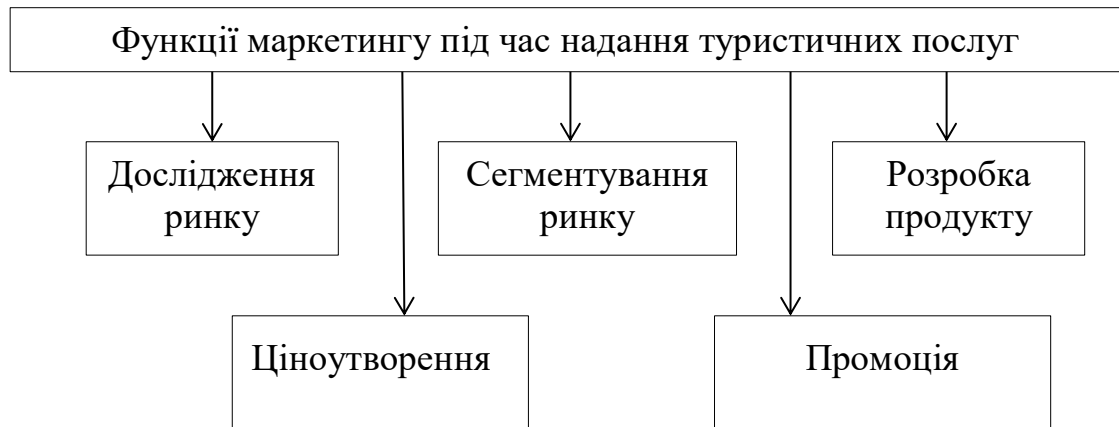 Функції маркетингу під час надання туристичних послуг
Дослідження
ринку
Сегментування
ринку
Розробка
продукту
Ціноутворення
Промоція